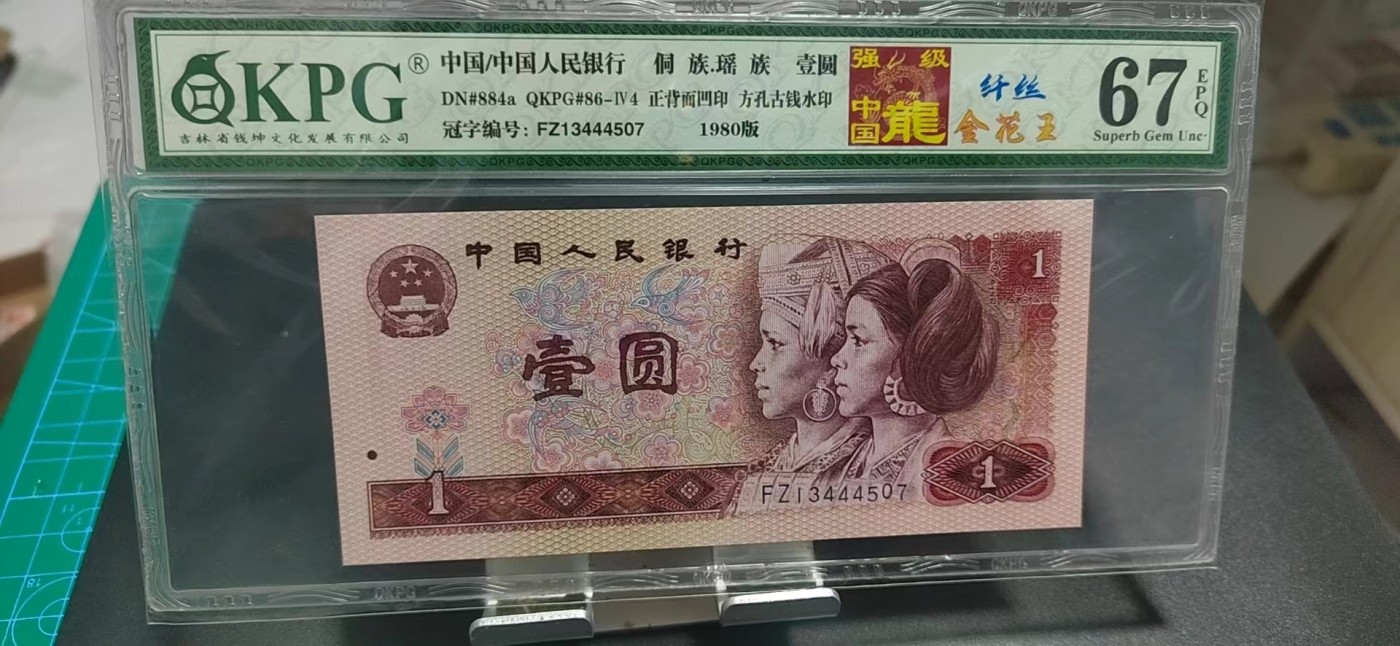 QKPG®
吉林省钱坤文化发展有限公司
中国/中国人民银行 侗 族.瑶 族 壹圆
DN#884a QKPG#86-Ⅳ4 正背面凹印 方孔古钱水印
冠字编号: FZ13444507 1980版
强 级
中国龍
纤丝
金花王
67
EPQ
Superb Gem Unc
中国人民银行
1
壹圆
1
FZ13444507
1